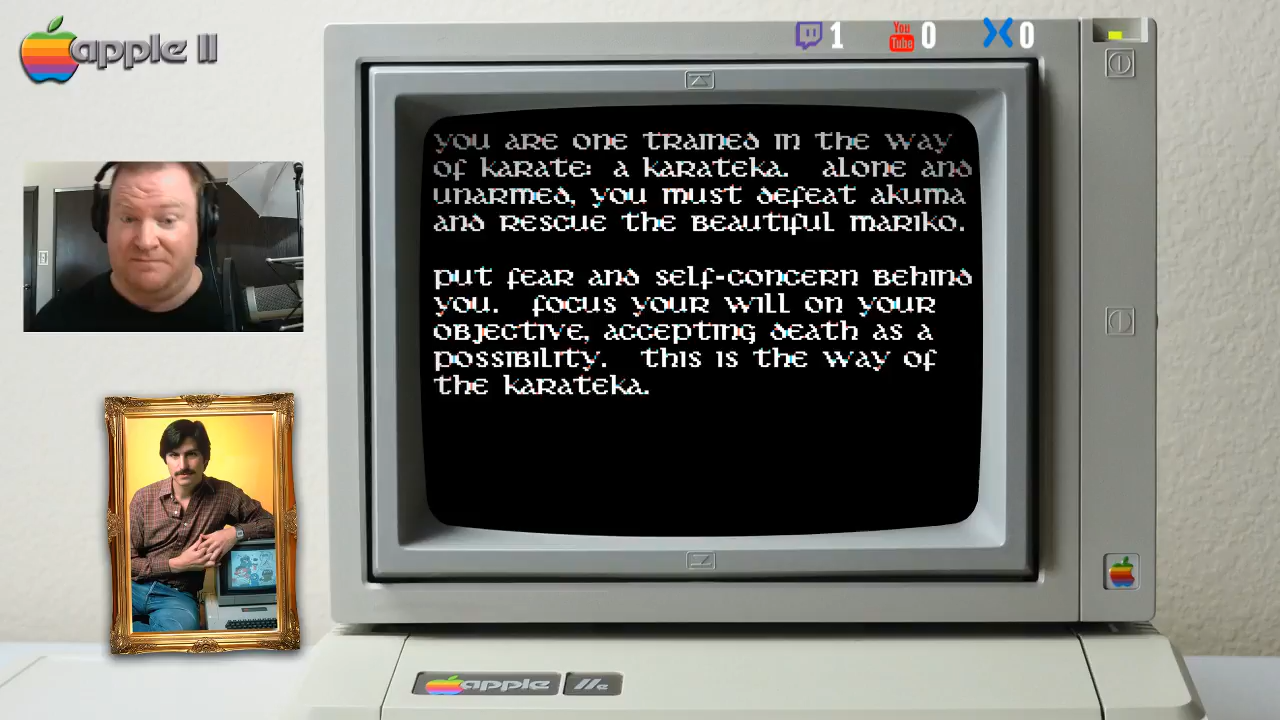 apple II
1 You Tube 0 0
you are one trained in the way
of karate: a karateka. alone and
unarmed, you must defeat akuma
and rescue the beautiful mariko.
put fear and self-concern behind
you. focus your will on your
objective, accepting death as a
possibility. this is the way of
the karateka.
apple //e